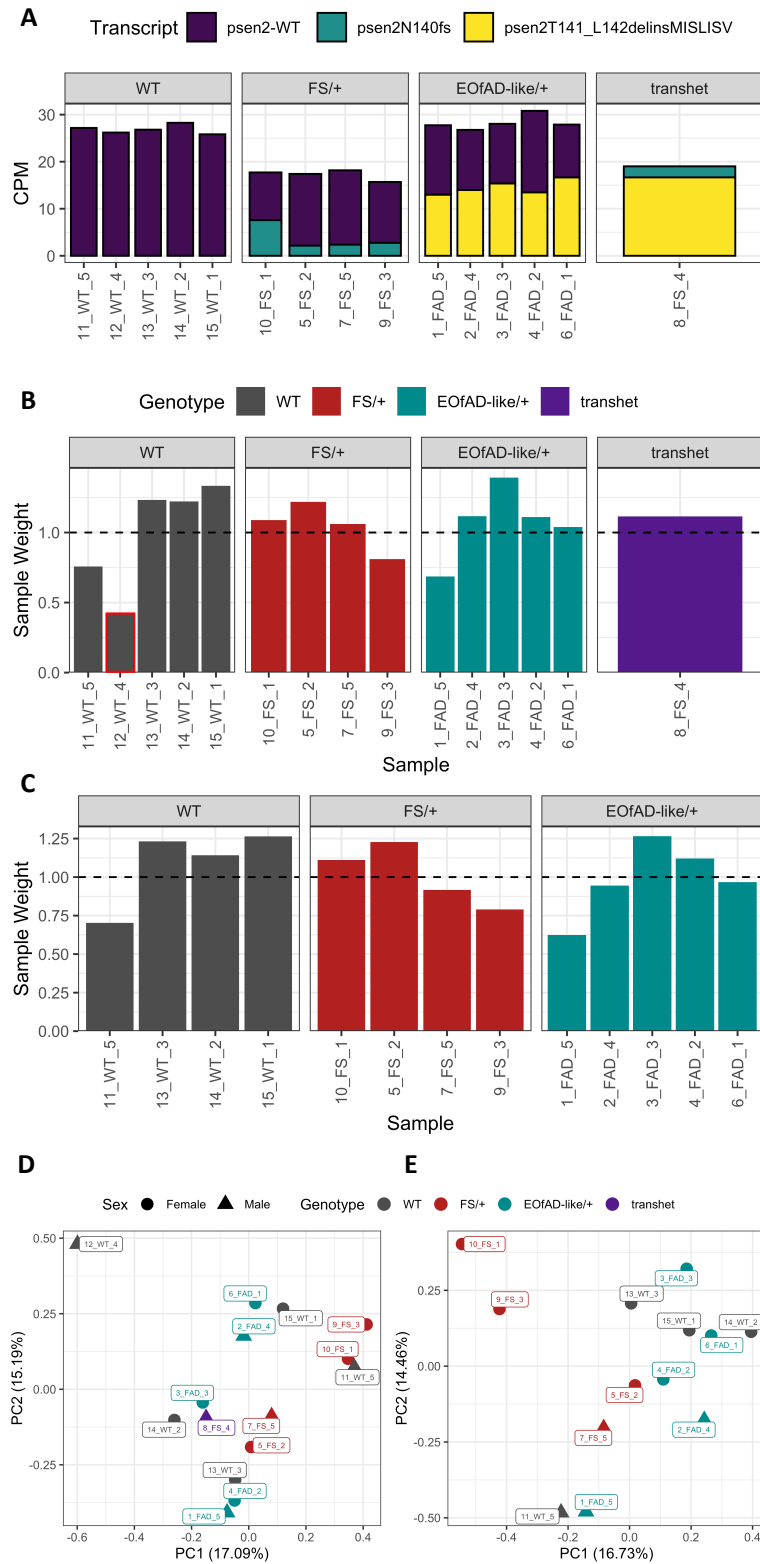 A
Transcript psen2-WT psen2N140fs psen2T141_L142delinsMISLISV
WT FS/+ EOfAD-like/+ transhet
CPM
30
20
10
0
11_WT_5 12_WT_4 13_WT_3 14_WT_2 15_WT_1 10_FS_1 5_FS_2 7_FS_5 9_FS_3 1_FAD_5 2_FAD_4 3_FAD_3 4_FAD_2 6_FAD_1 8_FS_4
B
Genotype WT FS/+ EOfAD-like/+ transhet
WT FS/+ EOfAD-like/+ transhet
Sample Weight
1.0
0.5
0.0
11_WT_5 12_WT_4 13_WT_3 14_WT_2 15_WT_1 10_FS_1 5_FS_2 7_FS_5 9_FS_3 1_FAD_5 2_FAD_4 3_FAD_3 4_FAD_2 6_FAD_1 8_FS_4
Sample
C
WT FS/+ EOfAD-like/+
Sample Weight
1.25
1.00
0.75
0.50
0.25
0.00
11_WT_5 13_WT_3 14_WT_2 15_WT_1 10_FS_1 5_FS_2 7_FS_5 9_FS_3 1_FAD_5 2_FAD_4 3_FAD_3 4_FAD_2 6_FAD_1
Sample
D E
Sex Female Male Genotype WT FS/+ EOfAD-like/+ transhet
PC2 (15.19%)
0.50
0.25
0.00
-0.25
12_WT_4
6_FAD_1
15_WT_1
2_FAD_4
9_FS_3
10_FS_1
11_WT_5
3_FAD_3
14_WT_2
8_FS_4
7_FS_5
5_FS_2
13_WT_3
4_FAD_2
1_FAD_5
-0.6 -0.4 -0.2 0.0 0.2 0.4
PC1 (17.09%)
PC2 (14.46%)
0.25
0.00
-0.25
-0.50
10_FS_1
3_FAD_3
9_FS_3
13_WT_3
15_WT_1
14_WT_2
6_FAD_1
4_FAD_2
5_FS_2
2_FAD_4
7_FS_5
11_WT_5
1_FAD_5
-0.4 -0.2 0.0 0.2 0.4
PC1 (16.73%)